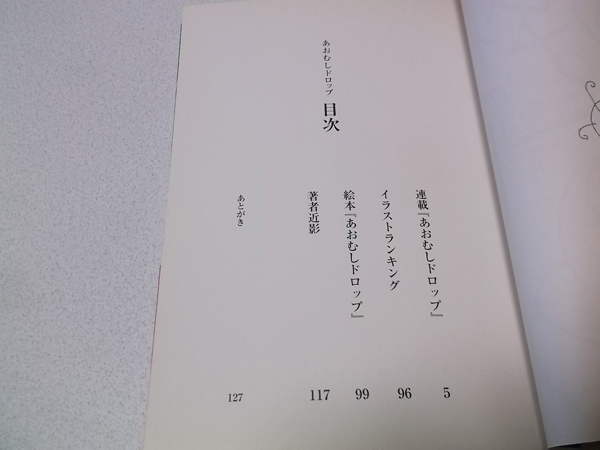 あおむしドロップ 目次
連載『あおむしドロップ』 5
イラストランキング 96
絵本『あおむしドロップ』 99
著者近影 117
あとがき 127